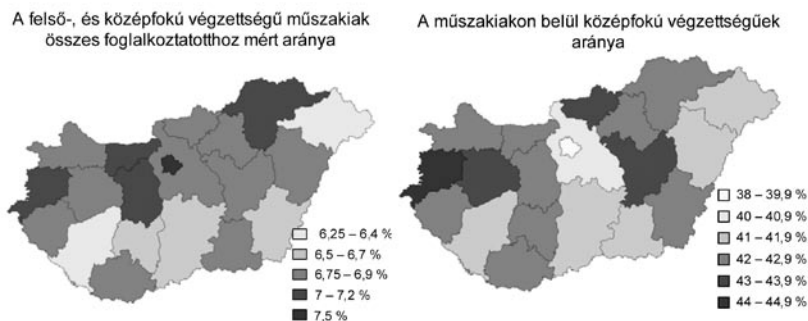 A felső-, és középfokú végzettségű műszakiak
összes foglalkoztatotthoz mért aránya
6,25 – 6,4 %
6,5 – 6,7 %
6,75 – 6,9 %
7 – 7,2 %
7,5 %
A műszakiakon belül középfokú végzettségűek
aránya
38 – 39,9 %
40 – 40,9 %
41 – 41,9 %
42 – 42,9 %
43 – 43,9 %
44 – 44,9 %